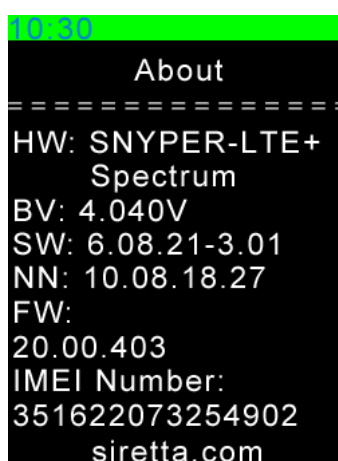 10:30
About
================
HW: SNYPER-LTE+
Spectrum
BV: 4.040V
SW: 6.08.21-3.01
NN: 10.08.18.27
FW:
20.00.403
IMEI Number:
351622073254902
siretta.com